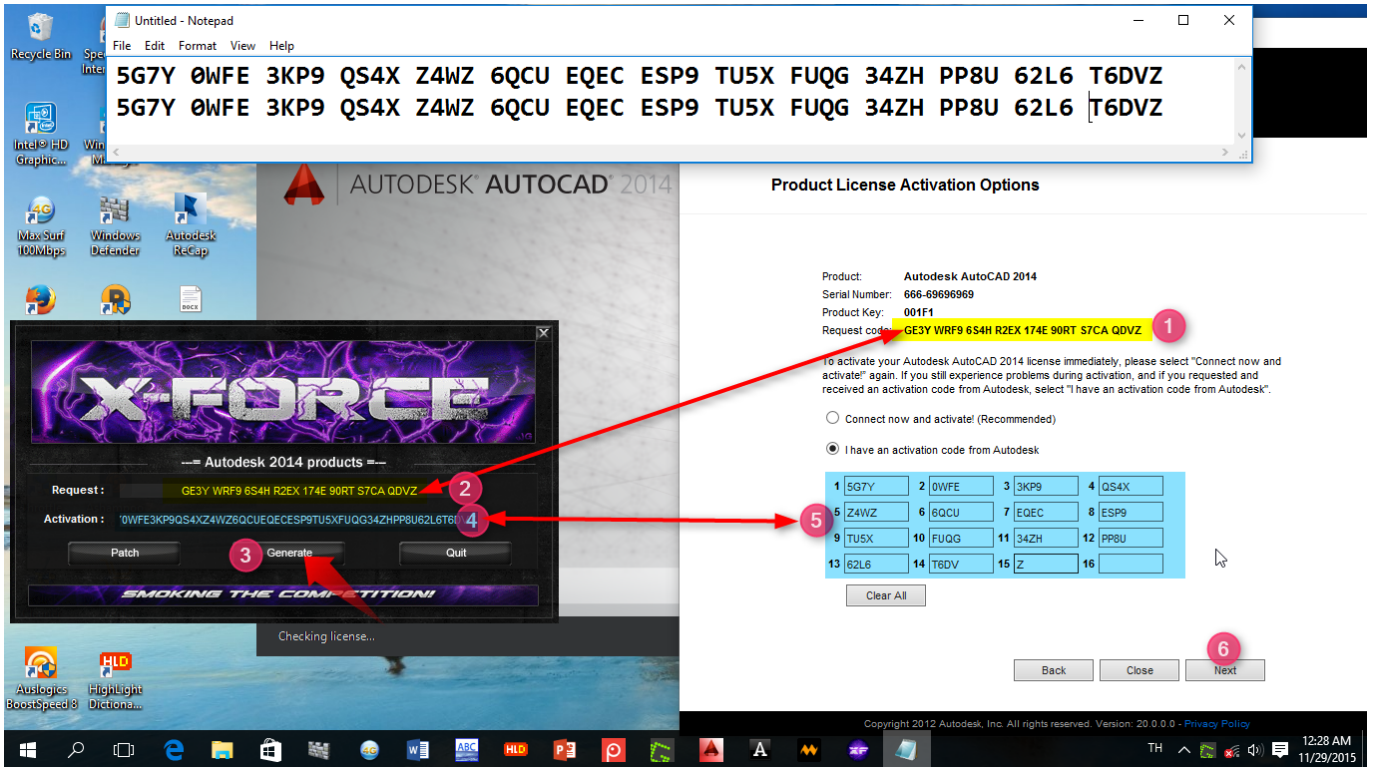 Untitled - Notepad
File Edit Format View Help
5G7Y 0WFE 3KP9 QS4X Z4WZ 6QCU EQEC ESP9 TU5X FUQG 34ZH PP8U 62L6 T6DVZ
5G7Y 0WFE 3KP9 QS4X Z4WZ 6QCU EQEC ESP9 TU5X FUQG 34ZH PP8U 62L6 T6DVZ
Recycle Bin
Intel® HD Graphic...
Max Surf 100Mbps
Windows Defender
Autodesk ReCap
DOCX
AUTODESK® AUTOCAD® 2014
Checking license...
X-FORCE
---= Autodesk 2014 products =---
Request : GE3Y WRF9 6S4H R2EX 174E 90RT S7CA QDVZ 2
Activation : 4
Patch 3 Generate Quit
SMOKING THE COMPETITION!
Auslogics BoostSpeed 8
HLD
HighLight Dictiona...
Product License Activation Options
Product: Autodesk AutoCAD 2014
Serial Number: 666-69696969
Product Key: 001F1
Request code: GE3Y WRF9 6S4H R2EX 174E 90RT S7CA QDVZ 1
To activate your Autodesk AutoCAD 2014 license immediately, please select "Connect now and
activate!" again. If you still experience problems during activation, and if you requested and
received an activation code from Autodesk, select "I have an activation code from Autodesk".
Connect now and activate! (Recommended)
I have an activation code from Autodesk
1 5G7Y 2 0WFE 3 3KP9 4 QS4X
5 5 Z4WZ 6 6QCU 7 EQEC 8 ESP9
9 TU5X 10 FUQG 11 34ZH 12 PP8U
13 62L6 14 T6DV 15 Z 16
Clear All
6
Back Close Next
Copyright 2012 Autodesk, Inc. All rights reserved. Version: 20.0.0.0 - Privacy Policy
4G ABC HLD A XF
TH 12:28 AM
11/29/2015